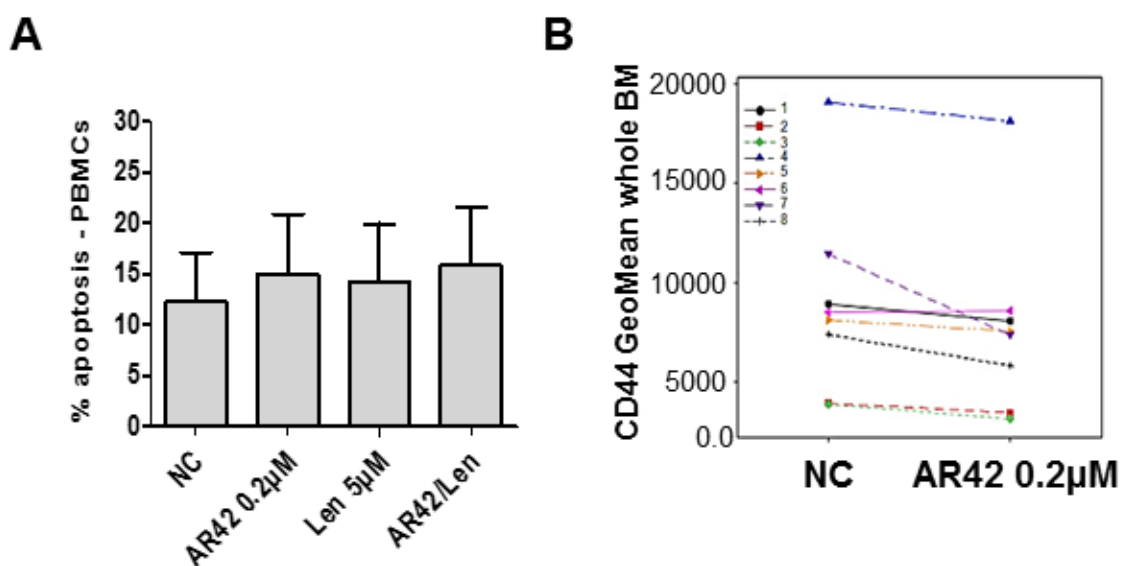 A
% apoptosis - PBMCs
30
25
20
15
10
5
0
NC
AR42 0.2µM
Len 5µM
AR42/Len
B
CD44 GeoMean whole BM
20000
15000
10000
5000
0.0
1
2
3
4
5
6
7
8
NC
AR42 0.2µM